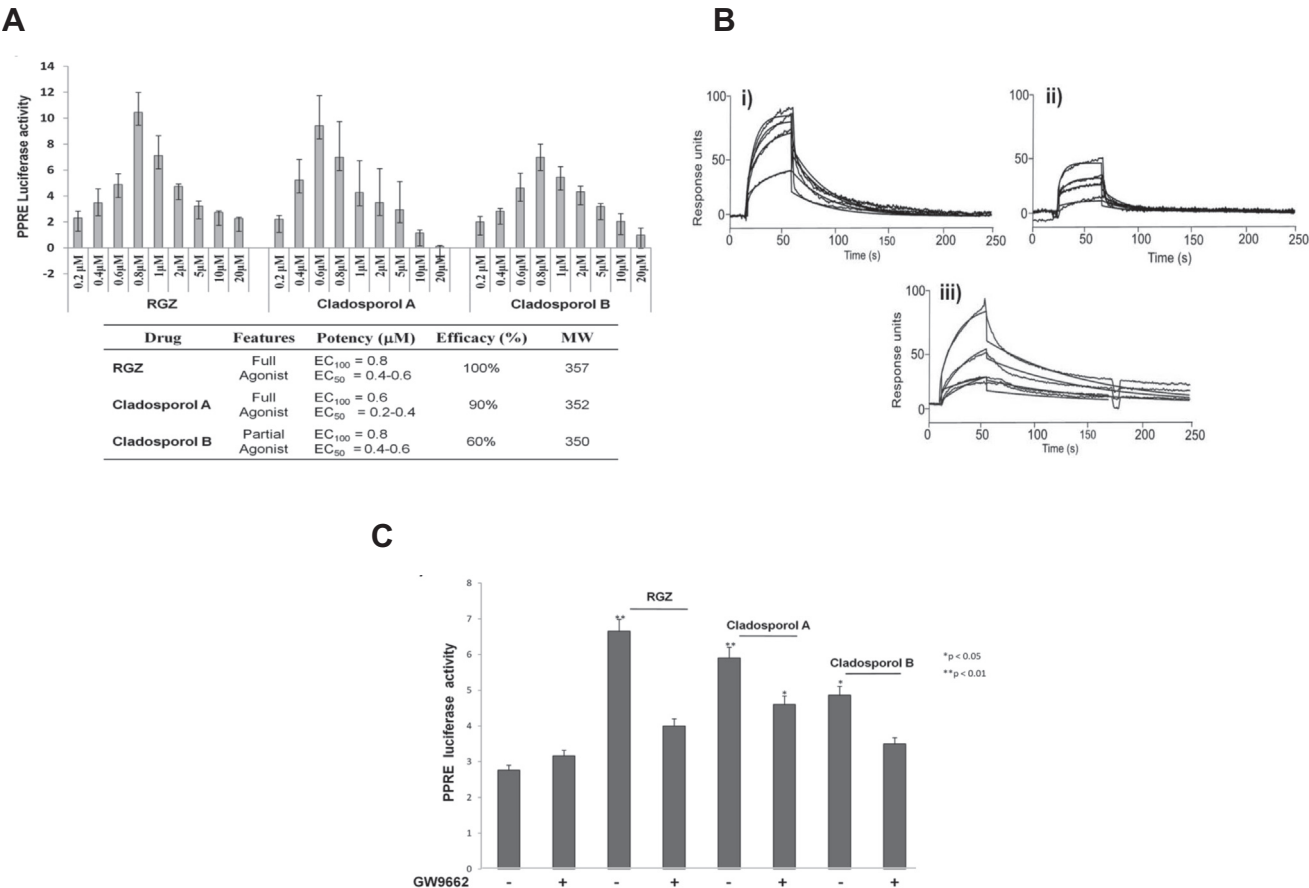 A
B
14
12
10
8
6
4
2
0
-2
PPRE Luciferase activity
0.2 µM
0.4µM
0.6µM
0.8µM
1µM
2µM
5µM
10µM
20µM
0.2 µM
0.4µM
0.6µM
0.8µM
1µM
2µM
5µM
10µM
20µM
0.2 µM
0.4µM
0.6µM
0.8µM
1µM
2µM
5µM
10µM
20µM
RGZ Cladosporol A Cladosporol B
Drug Features Potency (µM) Efficacy (%) MW
RGZ Full Agonist EC100 = 0.8 EC50 = 0.4-0.6 100% 357
Cladosporol A Full Agonist EC100 = 0.6 EC50 = 0.2-0.4 90% 352
Cladosporol B Partial Agonist EC100 = 0.8 EC50 = 0.4-0.6 60% 350
i)
100
50
0
Response units
0 50 100 150 200 250
Time (s)
ii)
100
50
0
0 50 100 150 200 250
Time (s)
iii)
100
50
0
Response units
0 50 100 150 200 250
Time (s)
C
8
7
6
5
4
3
2
1
0
PPRE luciferase activity
RGZ
**
Cladosporol A
**
*
Cladosporol B
*
*p < 0.05
**p < 0.01
GW9662 - + - + - + - +